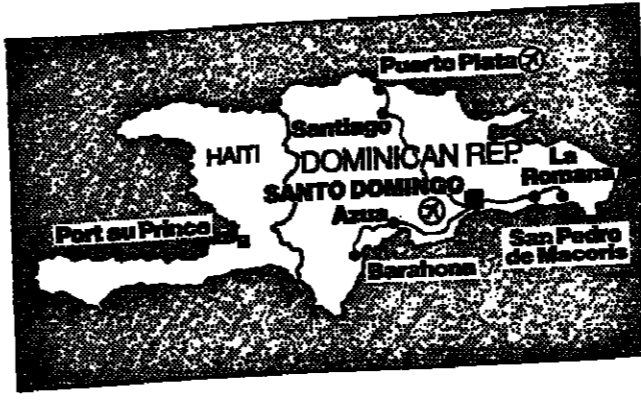 Puerto Plata
Santiago
HAITI
DOMINICAN REP.
La
Romana
SANTO DOMINGO
Azua
Port au Prince
San Pedro
de Macoris
Barahona